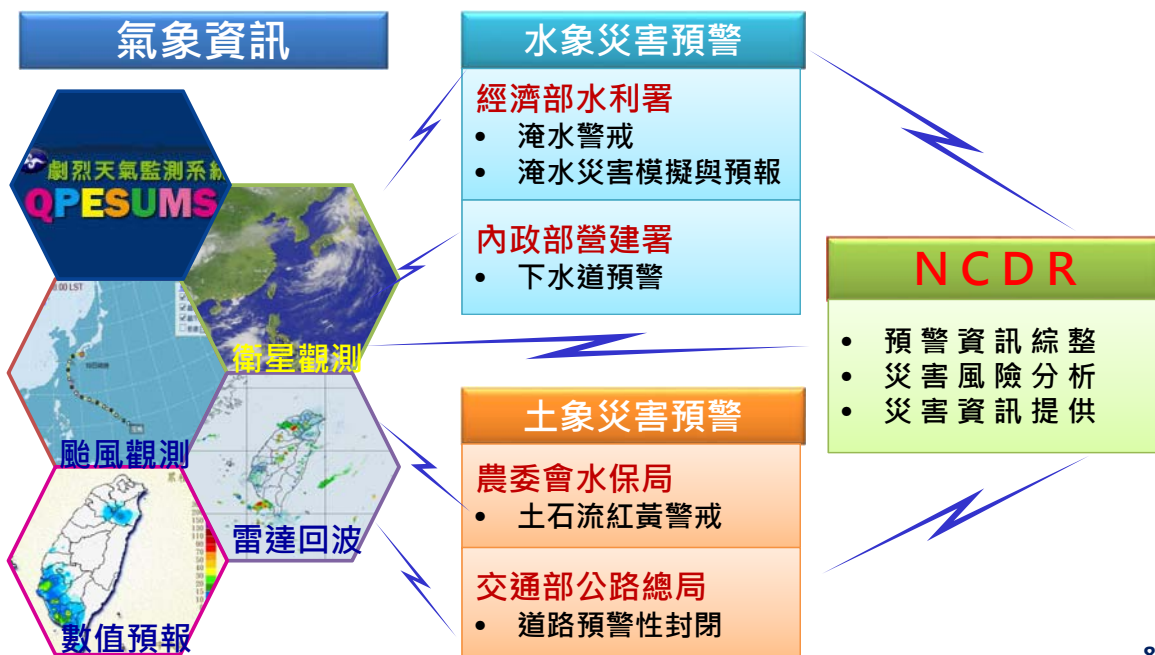 氣象資訊
劇烈天氣監測系統
QPESUMS
衛星觀測
颱風觀測
雷達回波
數值預報
水象災害預警
經濟部水利署
• 淹水警戒
• 淹水災害模擬與預報
內政部營建署
• 下水道預警
土象災害預警
農委會水保局
• 土石流紅黃警戒
交通部公路總局
• 道路預警性封閉
NCDR
• 預警資訊綜整
• 災害風險分析
• 災害資訊提供
8